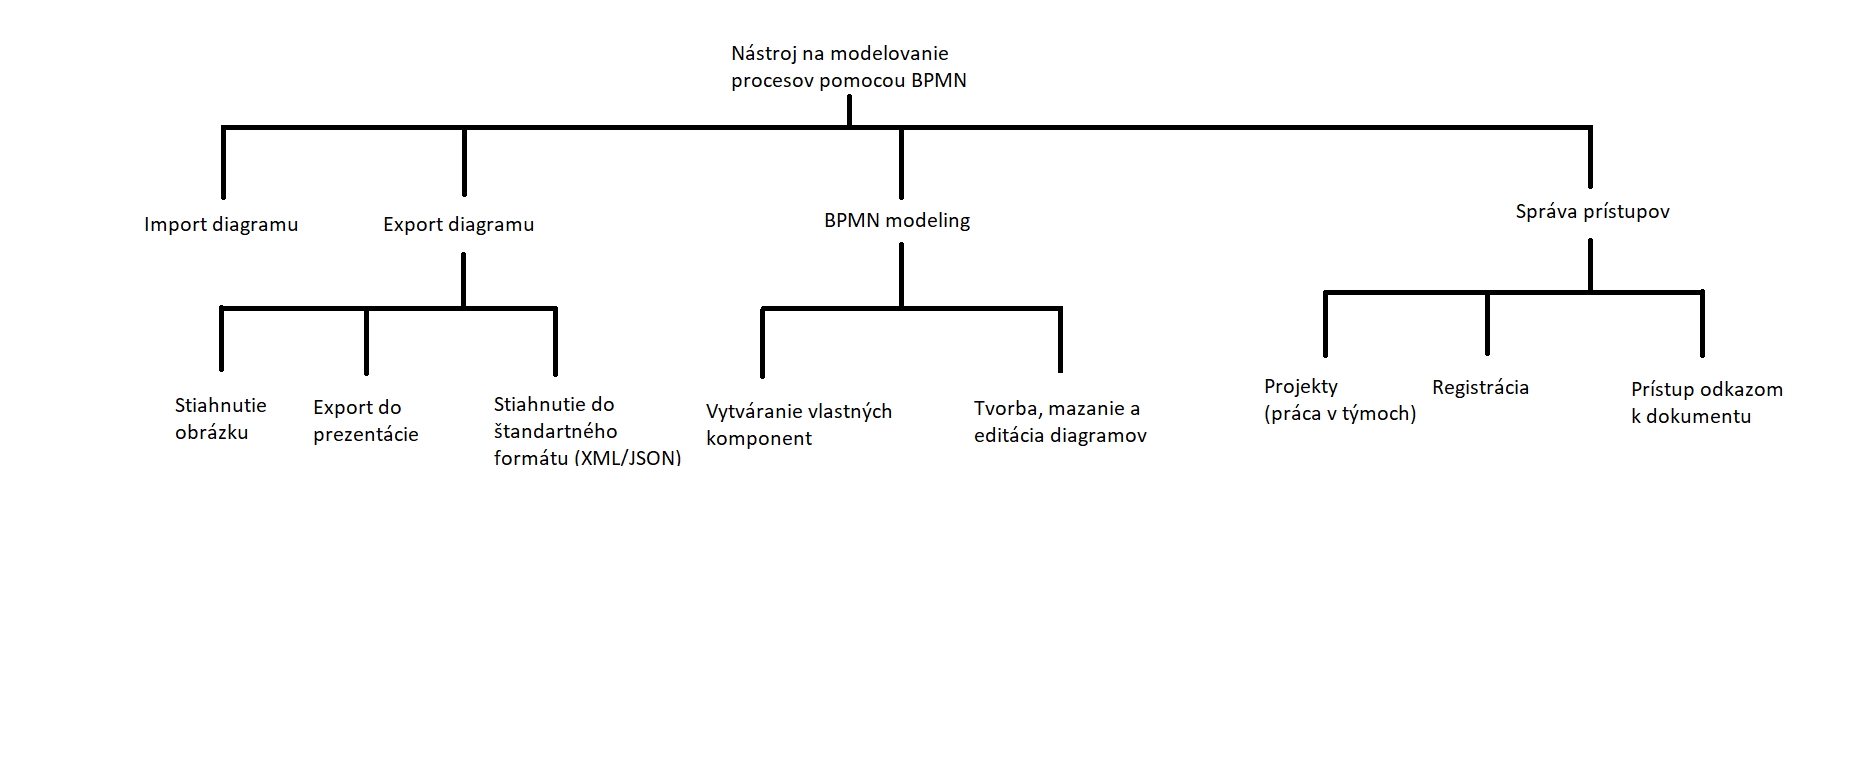 Nástroj na modelovanie
procesov pomocou BPMN
Import diagramu
Export diagramu
BPMN modeling
Správa prístupov
Stiahnutie
obrázku
Export do
prezentácie
Stiahnutie do
štandartného
formátu (XML/JSON)
Vytváranie vlastných
komponent
Tvorba, mazanie a
editácia diagramov
Projekty
(práca v týmoch)
Registrácia
Prístup odkazom
k dokumentu